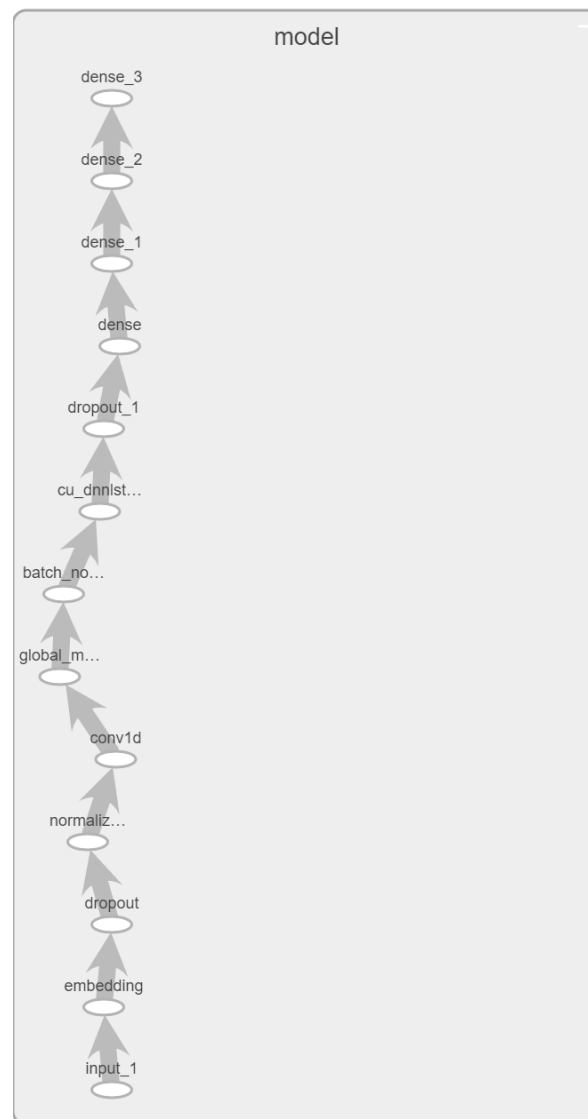 model
dense_3
dense_2
dense_1
dense
dropout_1
cu_dnnlst…
batch_no…
global_m…
conv1d
normaliz…
dropout
embedding
input_1